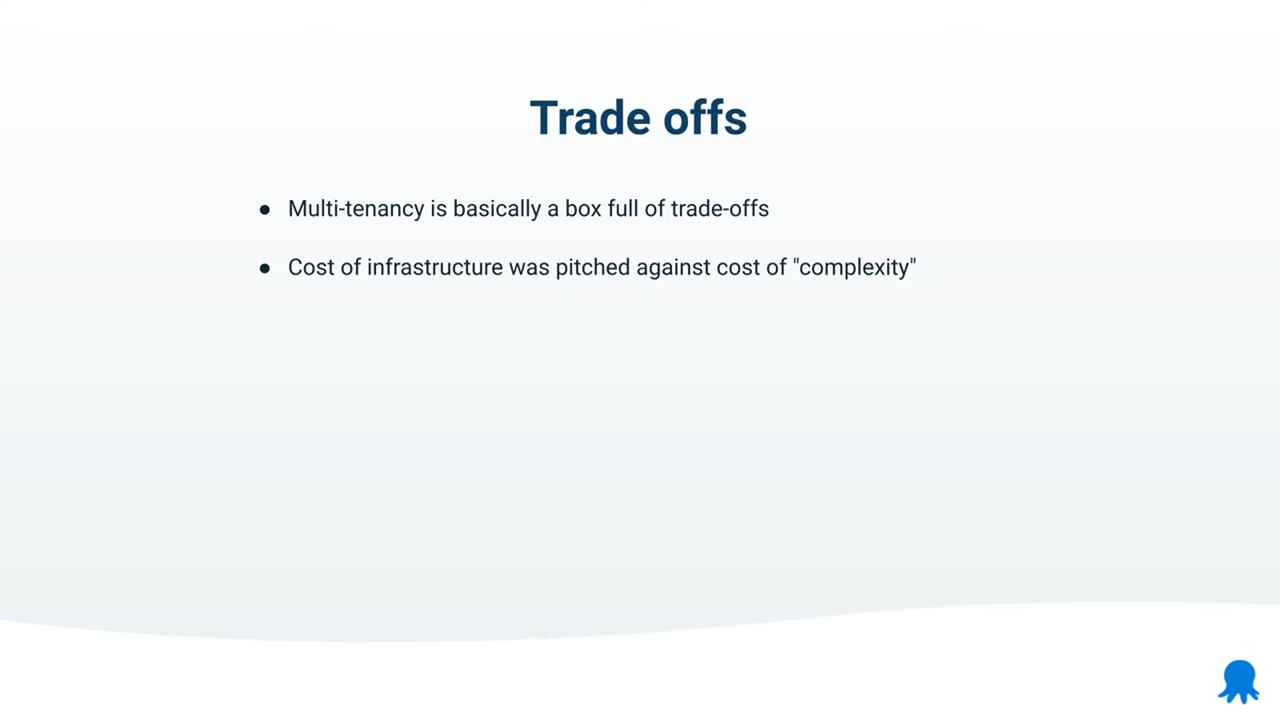 Trade offs
● Multi-tenancy is basically a box full of trade-offs
● Cost of infrastructure was pitched against cost of "complexity"